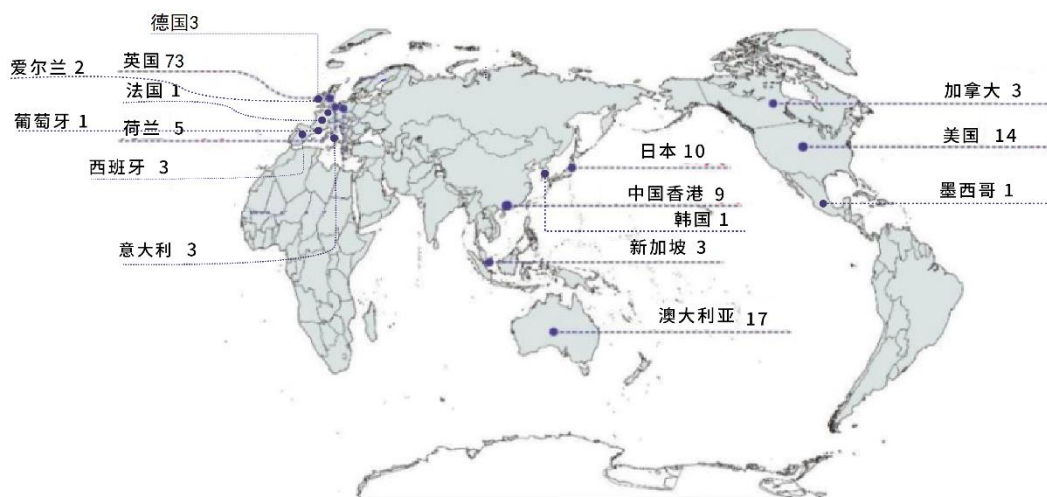 德国3
英国 73
爱尔兰 2
法国 1
葡萄牙 1
荷兰 5
西班牙 3
意大利 3
加拿大 3
美国 14
日本 10
墨西哥 1
中国香港 9
韩国 1
新加坡 3
澳大利亚 17